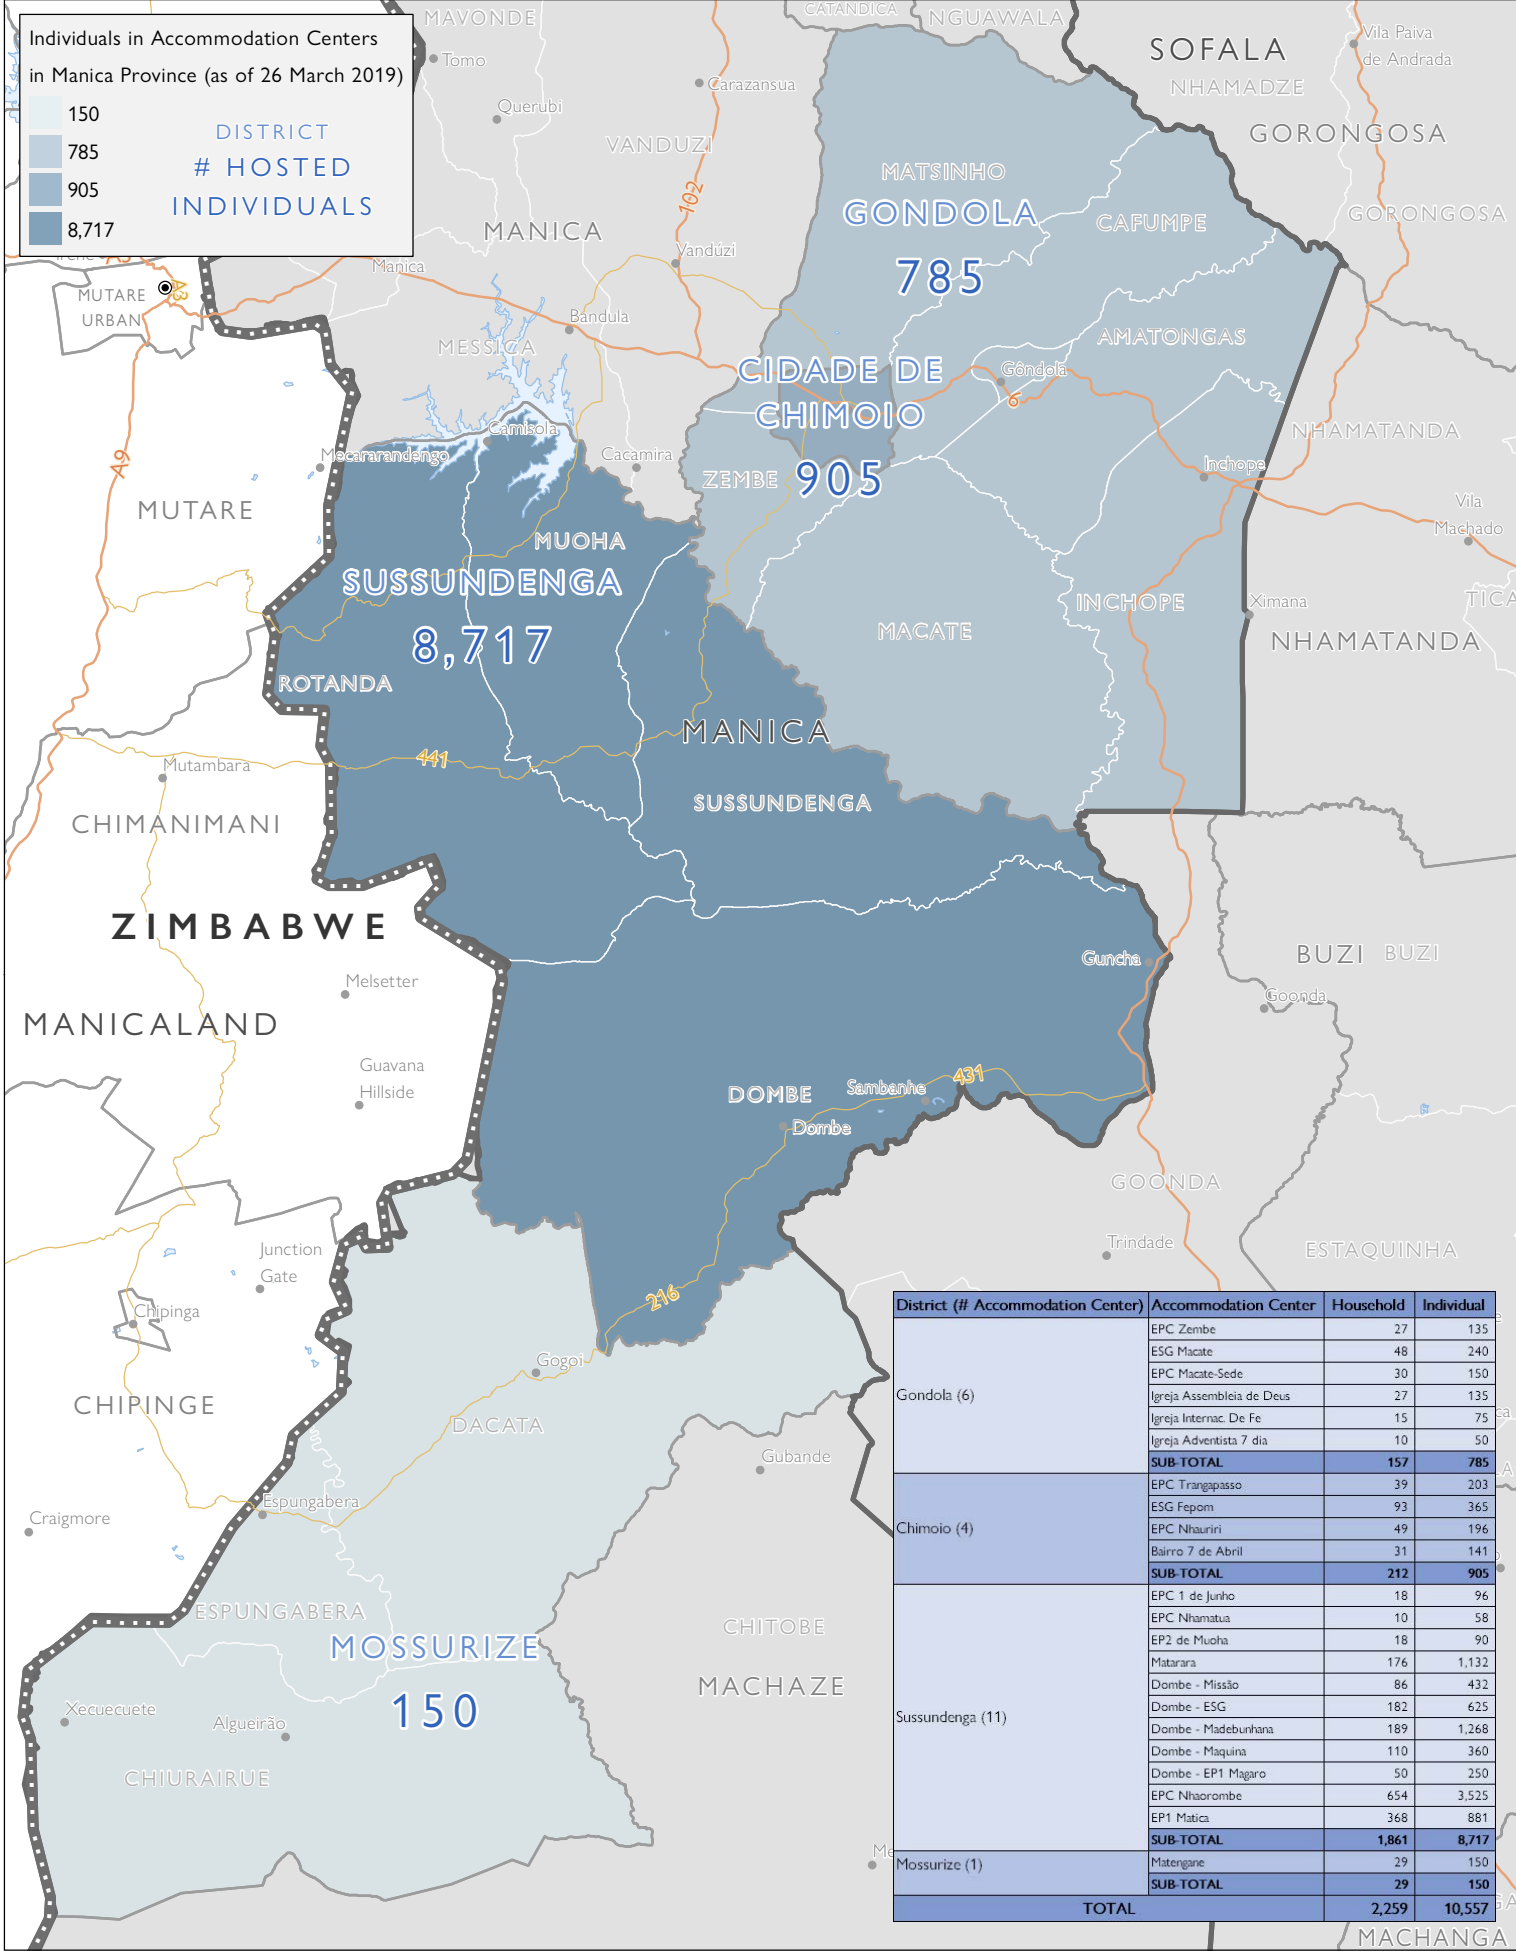 Individuals in Accommodation Centers
in Manica Province (as of 26 March 2019)
150
785
905
8,717
DISTRICT
# HOSTED
INDIVIDUALS
MAVONDE
Tomo
Querubi
Carazansua
CATANDICA
NGUAWALA
SOFALA
Vila Paiva
de Andrada
NHAMADZE
GORONGOSA
GORONGOSA
VANDUZI
102
MANICA
Manica
Vandúzi
MATSINHO
GONDOLA
785
CAFUMPE
MUTARE
URBAN
A3
Bandula
MESSICA
AMATONGAS
CIDADE DE
CHIMOIO
905
Gôndola
6
NHAMATANDA
Inchope
Camisola
Mecararandengo
Cacamira
ZEMBE
A9
MUTARE
Vila
Machado
MUOHA
SUSSUNDENGA
8,717
ROTANDA
INCHOPE
Ximana
TICA
MACATE
NHAMATANDA
MANICA
441
Mutambara
SUSSUNDENGA
CHIMANIMANI
ZIMBABWE
Guncha
BUZI
BUZI
Goonda
Melsetter
MANICALAND
Guavana
Hillside
DOMBE
Sambanhe
431
Dombe
GOONDA
Trindade
ESTAQUINHA
Junction
Gate
Chipinga
216
Gogoi
CHIPINGE
DACATA
Gubande
Espungabera
Craigmore
ESPUNGABERA
MOSSURIZE
150
CHITOBE
MACHAZE
Xecuecuete
Algueirão
CHIURAIRUE
Me
MACHANGA
District (# Accommodation Center) Accommodation Center Household Individual
Gondola (6)
EPC Zembe 27 135
ESG Macate 48 240
EPC Macate-Sede 30 150
Igreja Assembleia de Deus 27 135
Igreja Internac. De Fe 15 75
Igreja Adventista 7 dia 10 50
SUB-TOTAL 157 785
Chimoio (4)
EPC Trangapasso 39 203
ESG Fepom 93 365
EPC Nhauriri 49 196
Bairro 7 de Abril 31 141
SUB-TOTAL 212 905
Sussundenga (11)
EPC 1 de Junho 18 96
EPC Nhamatua 10 58
EP2 de Muoha 18 90
Matarara 176 1,132
Dombe - Missão 86 432
Dombe - ESG 182 625
Dombe - Madebunhana 189 1,268
Dombe - Maquina 110 360
Dombe - EP1 Magaro 50 250
EPC Nhaorombe 654 3,525
EP1 Matica 368 881
SUB-TOTAL 1,861 8,717
Mossurize (1)
Matengane 29 150
SUB-TOTAL 29 150
TOTAL 2,259 10,557